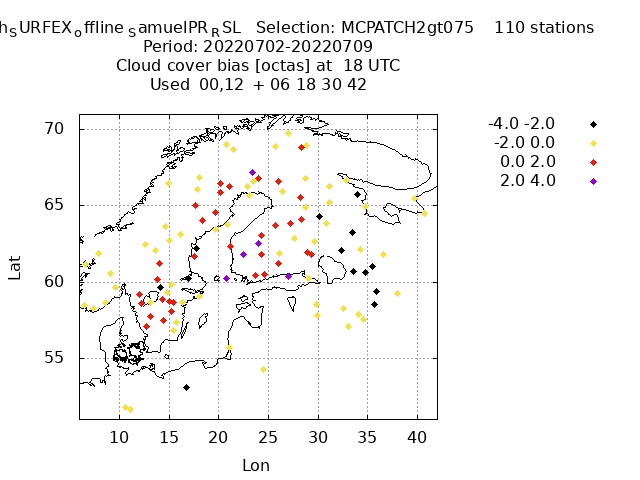 hSURFEXoffline SamuelPRRSL Selection: MCPATCH2gt075 110 stations
Period: 20220702-20220709
Cloud cover bias [octas] at 18 UTC
Used 00,12 + 06 18 30 42
-4.0 -2.0
-2.0 0.0
0.0 2.0
2.0 4.0
70
65
60
55
Lat
10 15 20 25 30 35 40
Lon